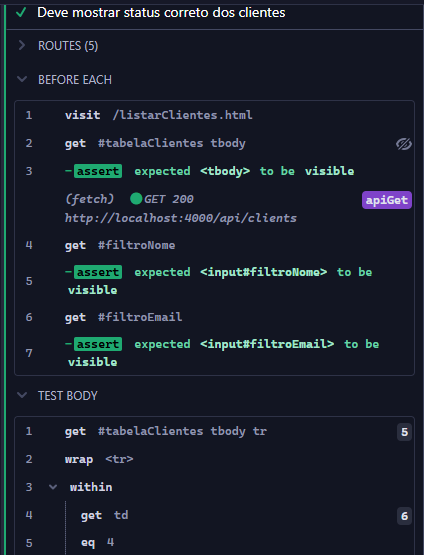 Deve mostrar status correto dos clientes
ROUTES (5)
BEFORE EACH
1 visit /listarClientes.html
2 get #tabelaClientes tbody
3 -assert expected <tbody> to be visible
(fetch) GET 200 apiGet
http://localhost:4000/api/clients
4 get #filtroNome
5 -assert expected <input#filtroNome> to be
visible
6 get #filtroEmail
7 -assert expected <input#filtroEmail> to be
visible
TEST BODY
1 get #tabelaClientes tbody tr 5
2 wrap <tr>
3 within
4 get td 6
5 eq 4